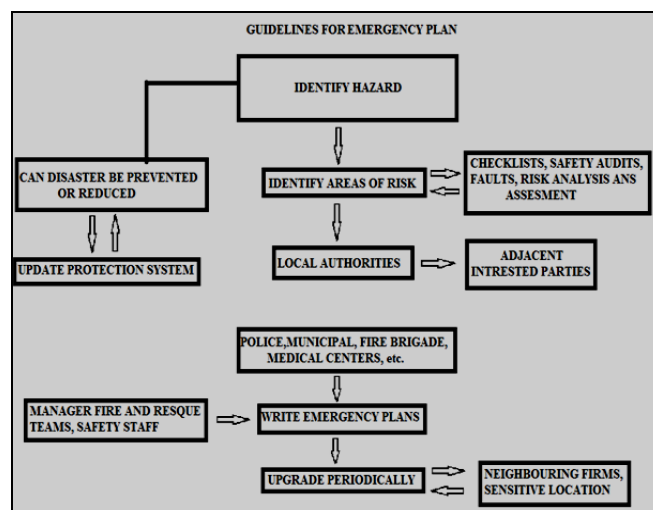 GUIDELINES FOR EMERGENCY PLAN
IDENTIFY HAZARD
CAN DISASTER BE PREVENTED
OR REDUCED
IDENTIFY AREAS OF RISK
CHECKLISTS, SAFETY AUDITS,
FAULTS, RISK ANALYSIS ANS
ASSESMENT
UPDATE PROTECTION SYSTEM
LOCAL AUTHORITIES
ADJACENT
INTRESTED PARTIES
POLICE,MUNICIPAL, FIRE BRIGADE,
MEDICAL CENTERS, etc.
MANAGER FIRE AND RESQUE
TEAMS, SAFETY STAFF
WRITE EMERGENCY PLANS
UPGRADE PERIODICALLY
NEIGHBOURING FIRMS,
SENSITIVE LOCATION